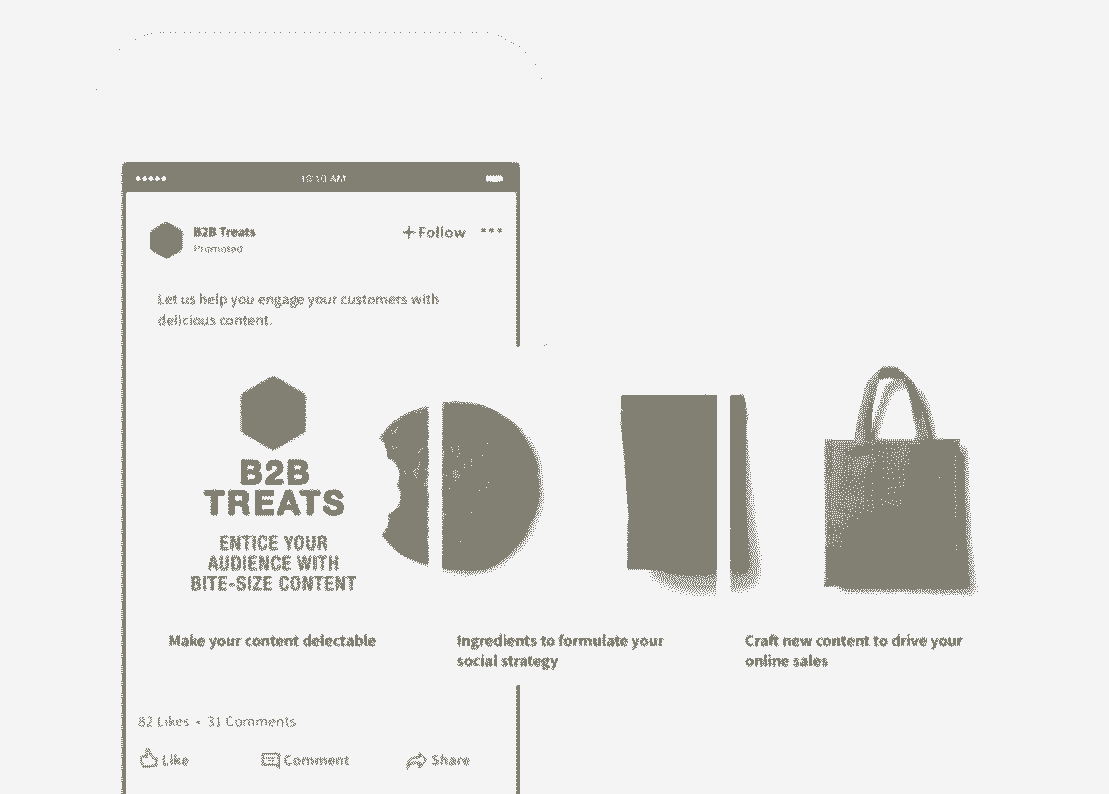 10:10 AM
B2B Treats
Promoted
+Follow
Let us help you engage your customers with
delicious content.
B2B
TREATS
ENTICE YOUR
AUDIENCE WITH
BITE-SIZE CONTENT
Make your content delectable
Ingredients to formulate your
social strategy
Craft new content to drive your
online sales
82 Likes • 31 Comments
Like
Comment
Share